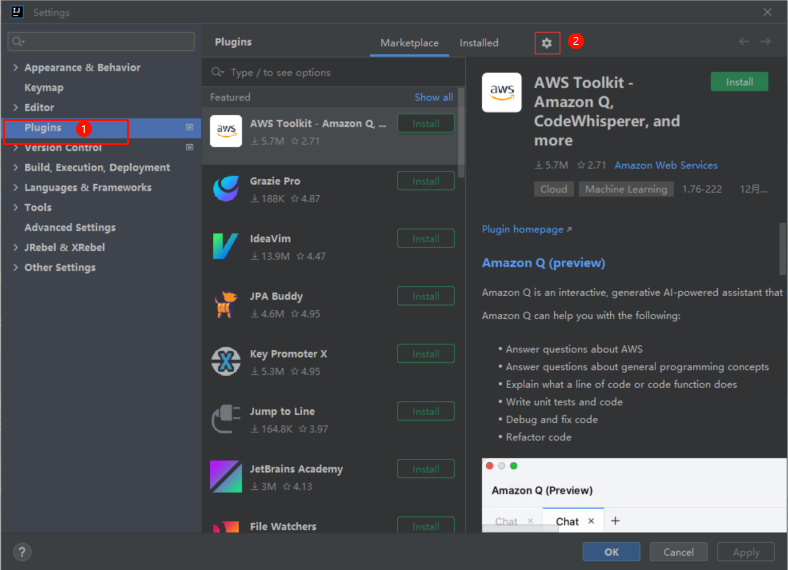 Settings
Plugins
Marketplace
Installed
2
Type / to see options
Appearance & Behavior
Keymap
Editor
Plugins
1
Version Control
Build, Execution, Deployment
Languages & Frameworks
Tools
Advanced Settings
JRebel & XRebel
Other Settings
Featured
Show all
aws
AWS Toolkit - Amazon Q, ...
Install
5.7M 2.71
Grazie Pro
Install
188K 4.87
IdeaVim
Install
13.9M 4.47
JPA Buddy
Install
4.6M 4.95
Key Promoter X
Install
5.3M 4.95
Jump to Line
Install
164.8K 3.97
JetBrains Academy
Install
3M 4.13
File Watchers
Install
aws
AWS Toolkit -
Amazon Q,
CodeWhisperer, and
more
Install
5.7M 2.71 Amazon Web Services
Cloud Machine Learning 1.76-222 12月...
Plugin homepage
Amazon Q (preview)
Amazon Q is an interactive, generative AI-powered assistant that
Amazon Q can help you with the following:
• Answer questions about AWS
• Answer questions about general programming concepts
• Explain what a line of code or code function does
• Write unit tests and code
• Debug and fix code
• Refactor code
Amazon Q (Preview)
Chat × Chat × +
?
OK
Cancel
Apply